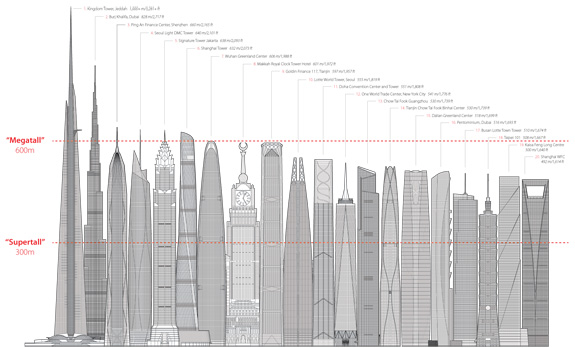 1 Kingdom Tower, Jeddah 1,000+ m/3,281+ ft
2 Burj Khalifa, Dubai 828 m/2,717 ft
3 Ping An Finance Center, Shenzhen 660 m/2,165 ft
4 Seoul Light DMC Tower 640 m/2,101 ft
5 Signature Tower Jakarta 638 m/2,093 ft
6 Shanghai Tower 632 m/2,073 ft
7 Wuhan Greenland Center 606 m/1,988 ft
8 Makkah Royal Clock Tower Hotel 601 m/1,972 ft
9 Goldin Finance 117, Tianjin 597 m/1,957 ft
10 Lotte World Tower, Seoul 555 m/1,819 ft
11 Doha Convention Center and Tower 551 m/1,808 ft
12 One World Trade Center, New York City 541 m/1,776 ft
13 Chow Tai Fook Guangzhou 530 m/1,739 ft
14 Tianjin Chow Tai Fook Binhai Center 530 m/1,739 ft
15 Dalian Greenland Center 518 m/1,699 ft
16 Pentominium, Dubai 516 m/1,693 ft
17 Busan Lotte Town Tower 510 m/1,674 ft
18 Taipei 101 508 m/1,667 ft
19 Kaisa Feng Long Centre
500 m/1,640 ft
20 Shanghai WFC
492 m/1,614 ft
"Megatall"
600m
"Supertall"
300m